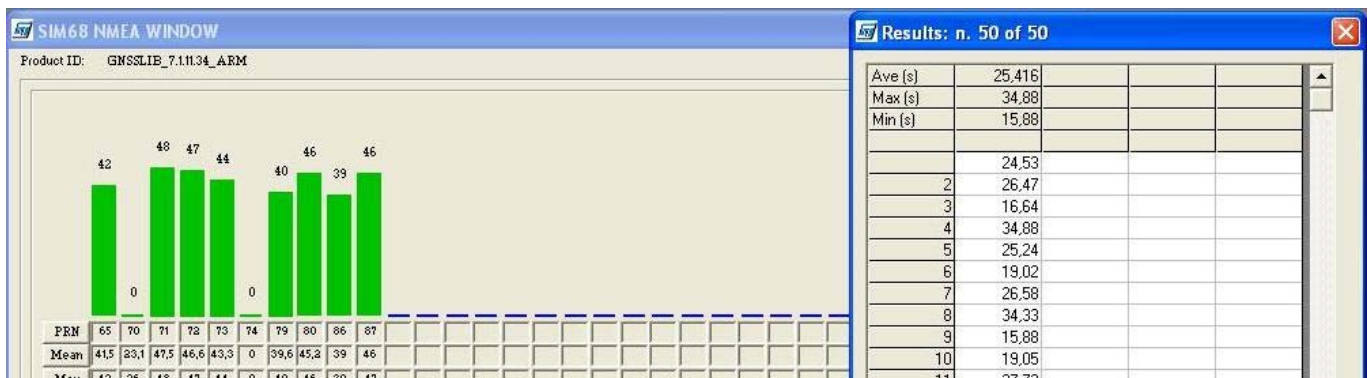 SIM68 NMEA WINDOW
Product ID: GNSSLIB_7.1.11.34_ARM
42 0 48 47 44 0 40 46 39 46
PRN 65 70 71 72 73 74 79 80 86 87
Mean 41,5 23,1 47,5 46,6 43,3 0 39,6 45,2 39 46
Results: n. 50 of 50
Ave (s) 25,416
Max (s) 34,88
Min (s) 15,88
24,53
2 26,47
3 16,64
4 34,88
5 25,24
6 19,02
7 26,58
8 34,33
9 15,88
10 19,05